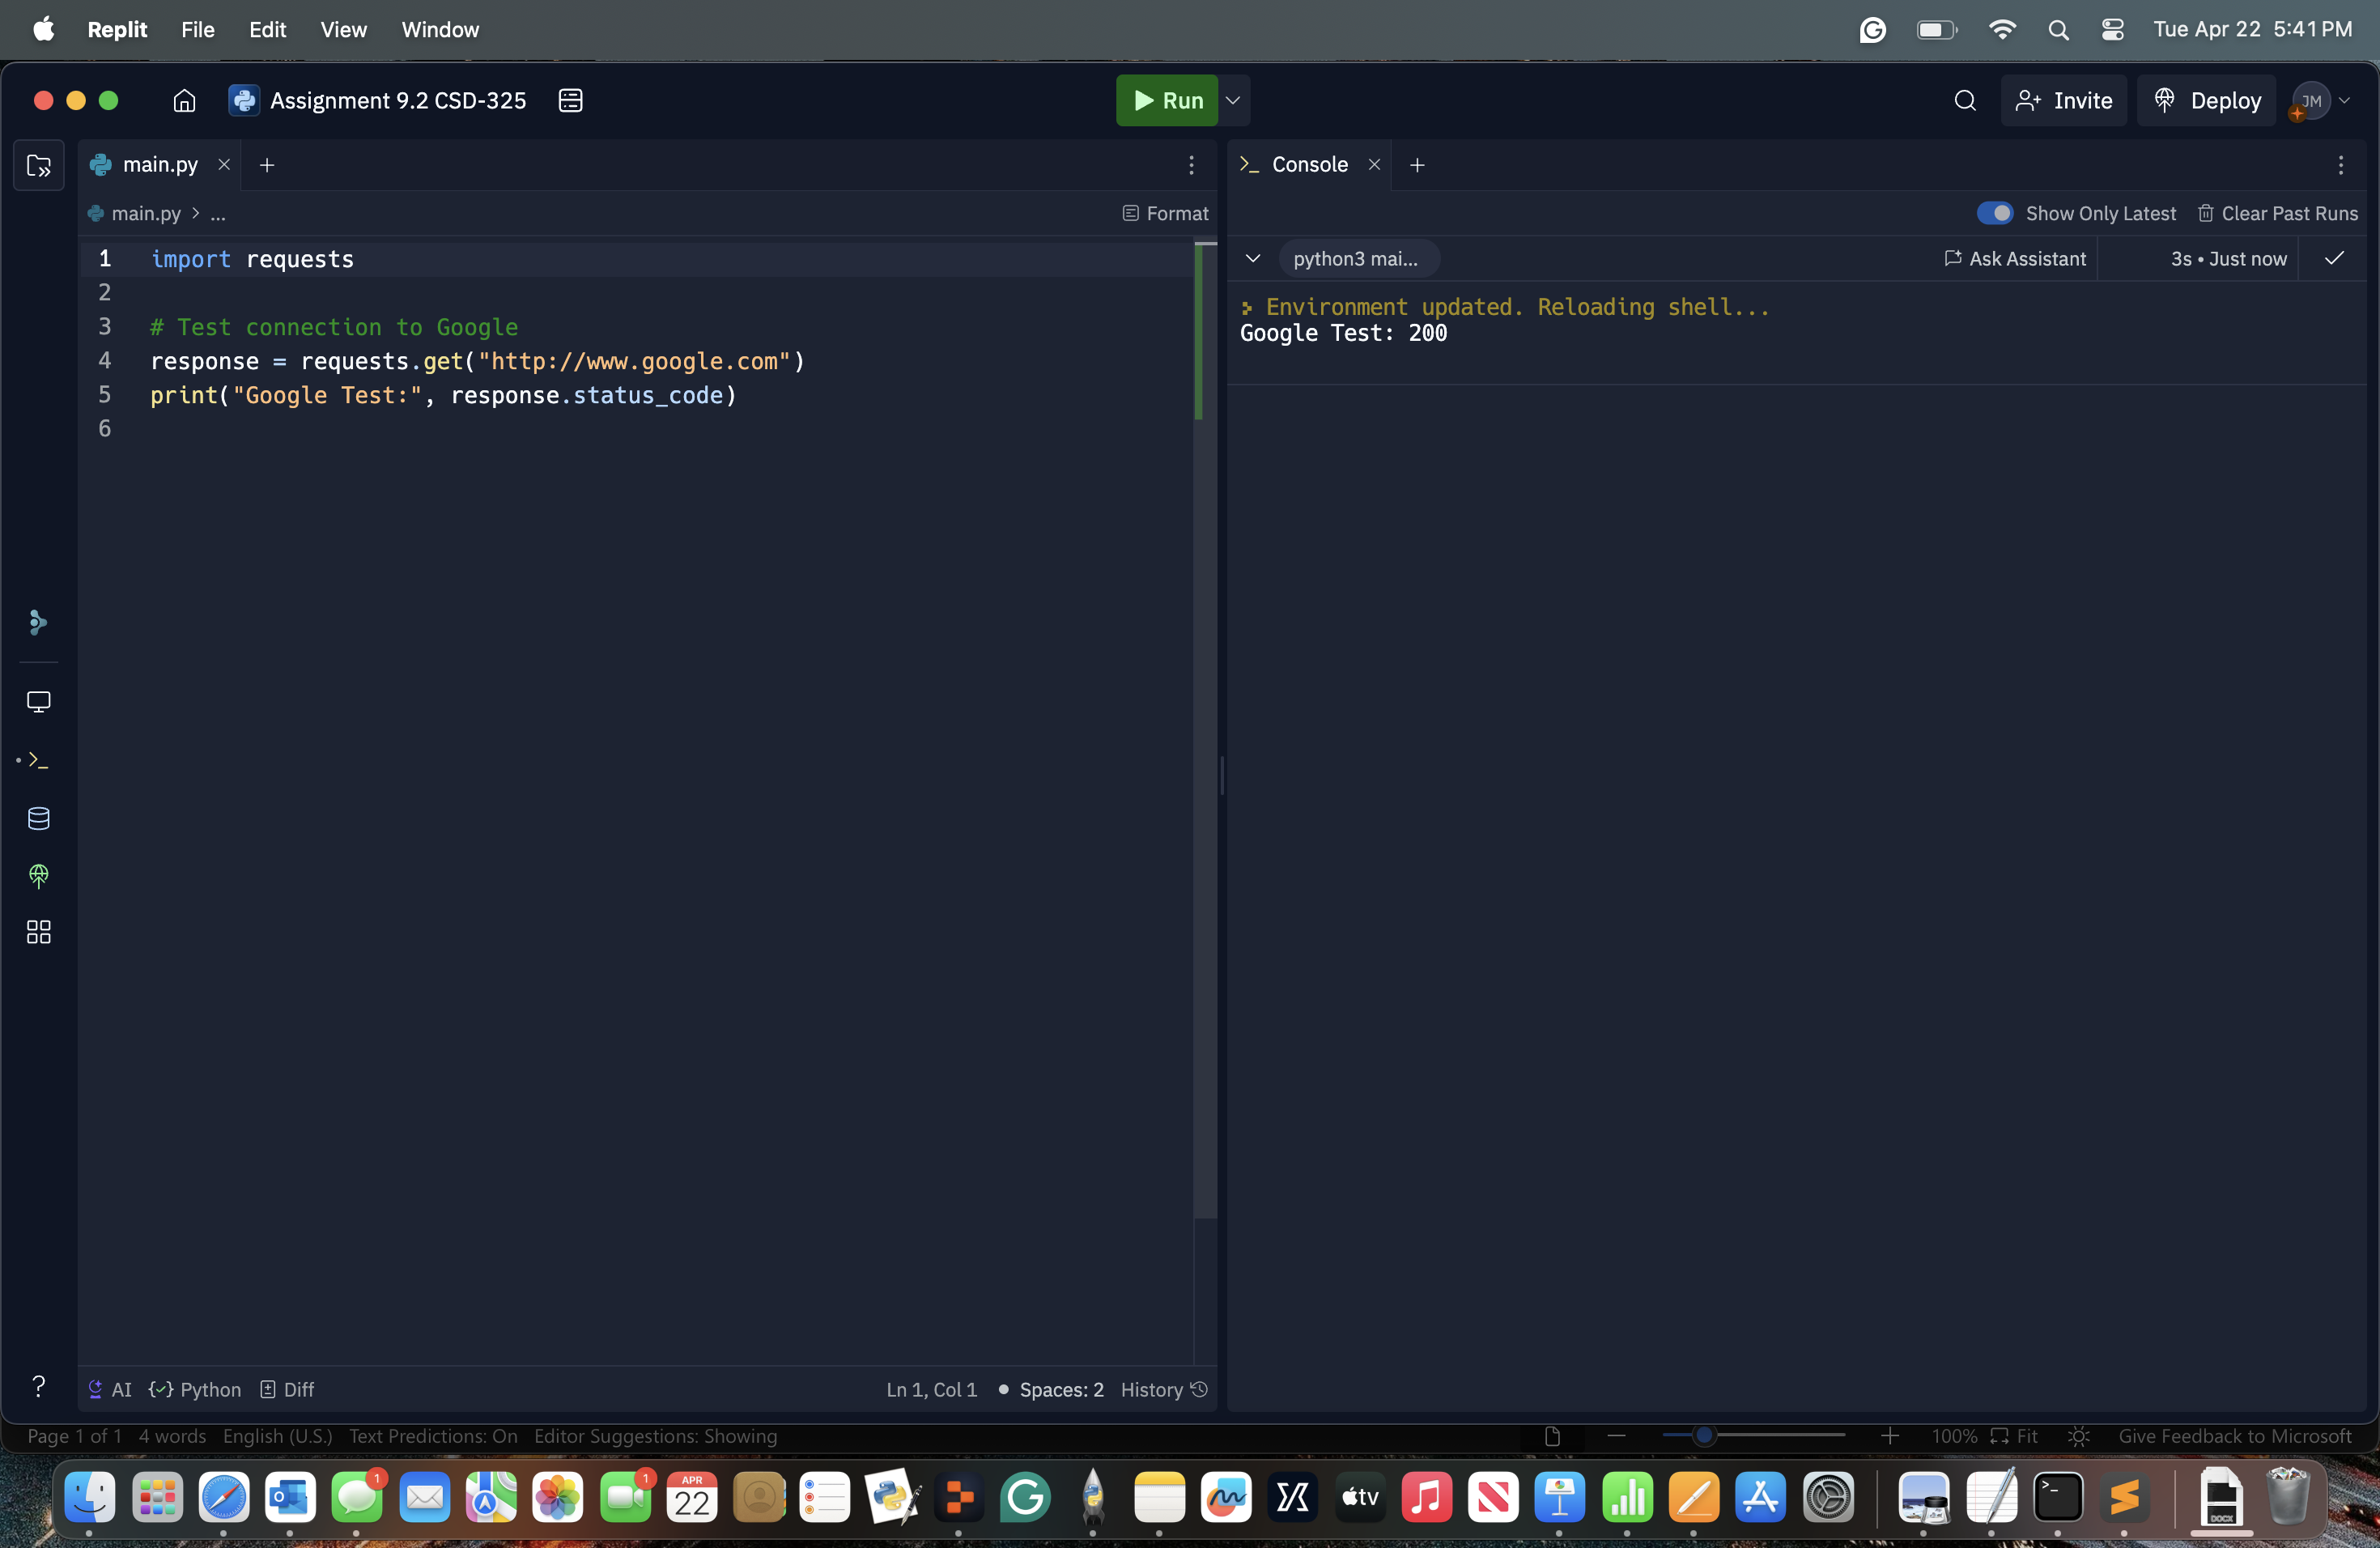 Replit File Edit View Window Tue Apr 22 5:41 PM
Assignment 9.2 CSD-325 Run Invite Deploy JM
main.py
Console
main.py > ... Format
Show Only Latest Clear Past Runs
1 import requests
2
3 # Test connection to Google
4 response = requests.get("http://www.google.com")
5 print("Google Test:", response.status_code)
6
python3 mai... Ask Assistant 3s • Just now
Environment updated. Reloading shell...
Google Test: 200
? AI Python Diff Ln 1, Col 1 • Spaces: 2 History
Page 1 of 1 4 words English (U.S.) Text Predictions: On Editor Suggestions: Showing 100% Fit Give Feedback to Microsoft
1 1 APR
22 tv
DOCX